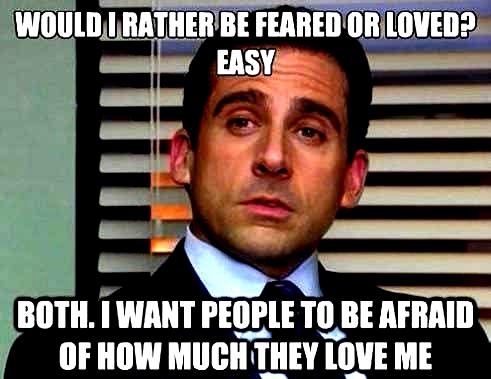 WOULD I RATHER BE FEARED OR LOVED?
EASY
BOTH. I WANT PEOPLE TO BE AFRAID
OF HOW MUCH THEY LOVE ME